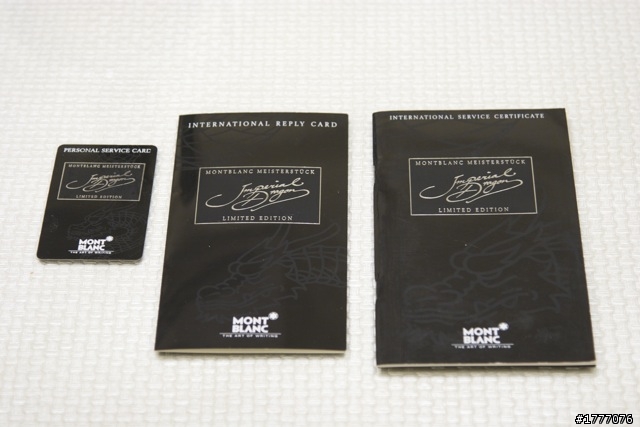 PERSONAL SERVICE CARD
MONTBLANC MEISTERSTÜCK
Imperial
Dragon
LIMITED EDITION
MONT
BLANC
THE ART OF WRITING
INTERNATIONAL REPLY CARD
MONTBLANC MEISTERSTÜCK
Imperial
Dragon
LIMITED EDITION
MONT
BLANC
THE ART OF WRITING
INTERNATIONAL SERVICE CERTIFICATE
MONTBLANC MEISTERSTÜCK
Imperial
Dragon
LIMITED EDITION
MONT
BLANC
THE ART OF WRITING
#1777076